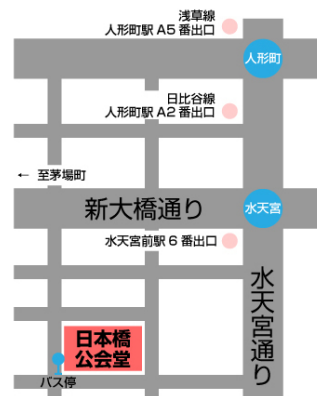 浅草線
人形町駅 A5 番出口
人形町
日比谷線
人形町駅 A2 番出口
← 至茅場町
新大橋通り
水天宮
水天宮前駅 6 番出口
水天宮通り
日本橋
公会堂
バス停